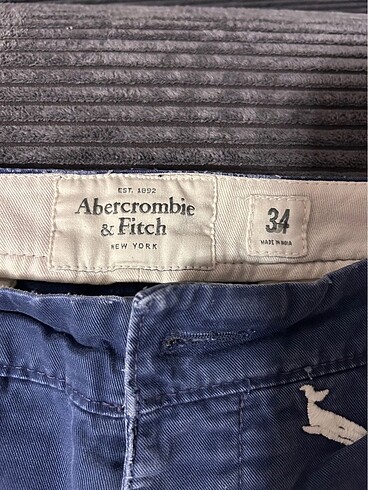 EST. 1892
Abercrombie
& Fitch
NEW YORK
34
MADE IN INDIA